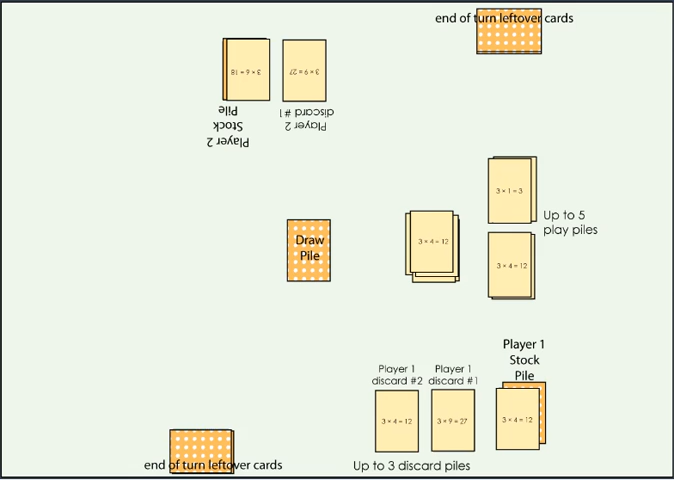 end of turn leftover cards
3 × 6 = 18
3 × 9 = 27
Player 2
Stock
Pile
Player 2
discard #1
3 × 1 = 3
Up to 5
play piles
Draw
Pile
3 × 4 = 12
3 × 4 = 12
Player 1
Stock
Pile
Player 1
discard #2
Player 1
discard #1
3 × 4 = 12
3 × 9 = 27
3 × 4 = 12
end of turn leftover cards
Up to 3 discard piles